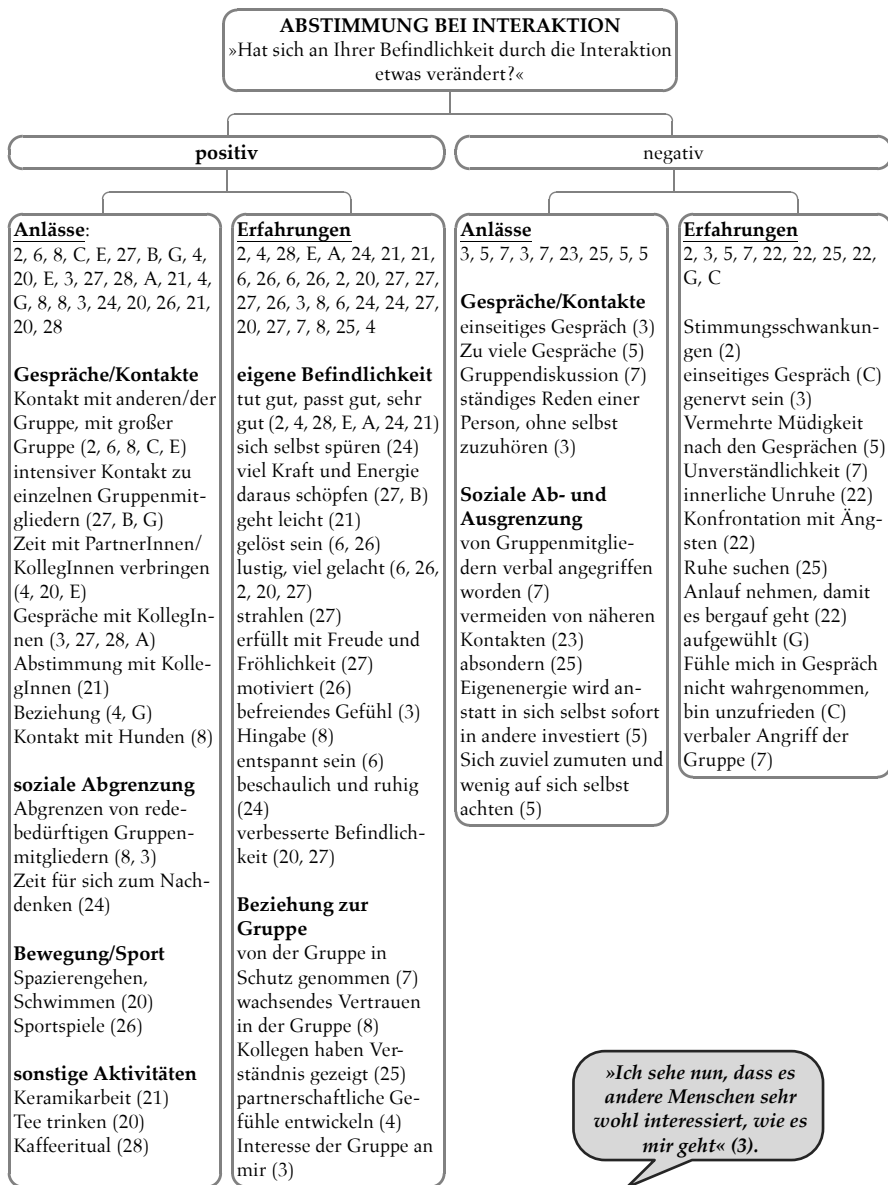 ABSTIMMUNG BEI INTERAKTION
»Hat sich an Ihrer Befindlichkeit durch die Interaktion
etwas verändert?«
positiv
negativ
Anlässe:
2, 6, 8, C, E, 27, B, G, 4,
20, E, 3, 27, 28, A, 21, 4,
G, 8, 8, 3, 24, 20, 26, 21,
20, 28
Gespräche/Kontakte
Kontakt mit anderen/der
Gruppe, mit großer
Gruppe (2, 6, 8, C, E)
intensiver Kontakt zu
einzelnen Gruppenmit-
gliedern (27, B, G)
Zeit mit PartnerInnen/
KollegInnen verbringen
(4, 20, E)
Gespräche mit KollegIn-
nen (3, 27, 28, A)
Abstimmung mit Kolle-
gInnen (21)
Beziehung (4, G)
Kontakt mit Hunden (8)
soziale Abgrenzung
Abgrenzen von rede-
bedürftigen Gruppen-
mitgliedern (8, 3)
Zeit für sich zum Nach-
denken (24)
Bewegung/Sport
Spazierengehen,
Schwimmen (20)
Sportspiele (26)
sonstige Aktivitäten
Keramikarbeit (21)
Tee trinken (20)
Kaffeeritual (28)
Erfahrungen
2, 4, 28, E, A, 24, 21, 21,
6, 26, 6, 26, 2, 20, 27, 27,
27, 26, 3, 8, 6, 24, 24, 27,
20, 27, 7, 8, 25, 4
eigene Befindlichkeit
tut gut, passt gut, sehr
gut (2, 4, 28, E, A, 24, 21)
sich selbst spüren (24)
viel Kraft und Energie
daraus schöpfen (27, B)
geht leicht (21)
gelöst sein (6, 26)
lustig, viel gelacht (6, 26,
2, 20, 27)
strahlen (27)
erfüllt mit Freude und
Fröhlichkeit (27)
motiviert (26)
befreiendes Gefühl (3)
Hingabe (8)
entspannt sein (6)
beschaulich und ruhig
(24)
verbesserte Befindlich-
keit (20, 27)
Beziehung zur
Gruppe
von der Gruppe in
Schutz genommen (7)
wachsendes Vertrauen
in der Gruppe (8)
Kollegen haben Ver-
ständnis gezeigt (25)
partnerschaftliche Ge-
fühle entwickeln (4)
Interesse der Gruppe an
mir (3)
Anlässe
3, 5, 7, 3, 7, 23, 25, 5, 5
Gespräche/Kontakte
einseitiges Gespräch (3)
Zu viele Gespräche (5)
Gruppendiskussion (7)
ständiges Reden einer
Person, ohne selbst
zuzuhören (3)
Soziale Ab- und
Ausgrenzung
von Gruppenmitglie-
dern verbal angegriffen
worden (7)
vermeiden von näheren
Kontakten (23)
absondern (25)
Eigenenergie wird an-
statt in sich selbst sofort
in andere investiert (5)
Sich zuviel zumuten und
wenig auf sich selbst
achten (5)
Erfahrungen
2, 3, 5, 7, 22, 22, 25, 22,
G, C
Stimmungsschwankun-
gen (2)
einseitiges Gespräch (C)
genervt sein (3)
Vermehrte Müdigkeit
nach den Gesprächen (5)
Unverständlichkeit (7)
innerliche Unruhe (22)
Konfrontation mit Äng-
sten (22)
Ruhe suchen (25)
Anlauf nehmen, damit
es bergauf geht (22)
aufgewühlt (G)
Fühle mich in Gespräch
nicht wahrgenommen,
bin unzufrieden (C)
verbaler Angriff der
Gruppe (7)
»Ich sehe nun, dass es
andere Menschen sehr
wohl interessiert, wie es
mir geht« (3).